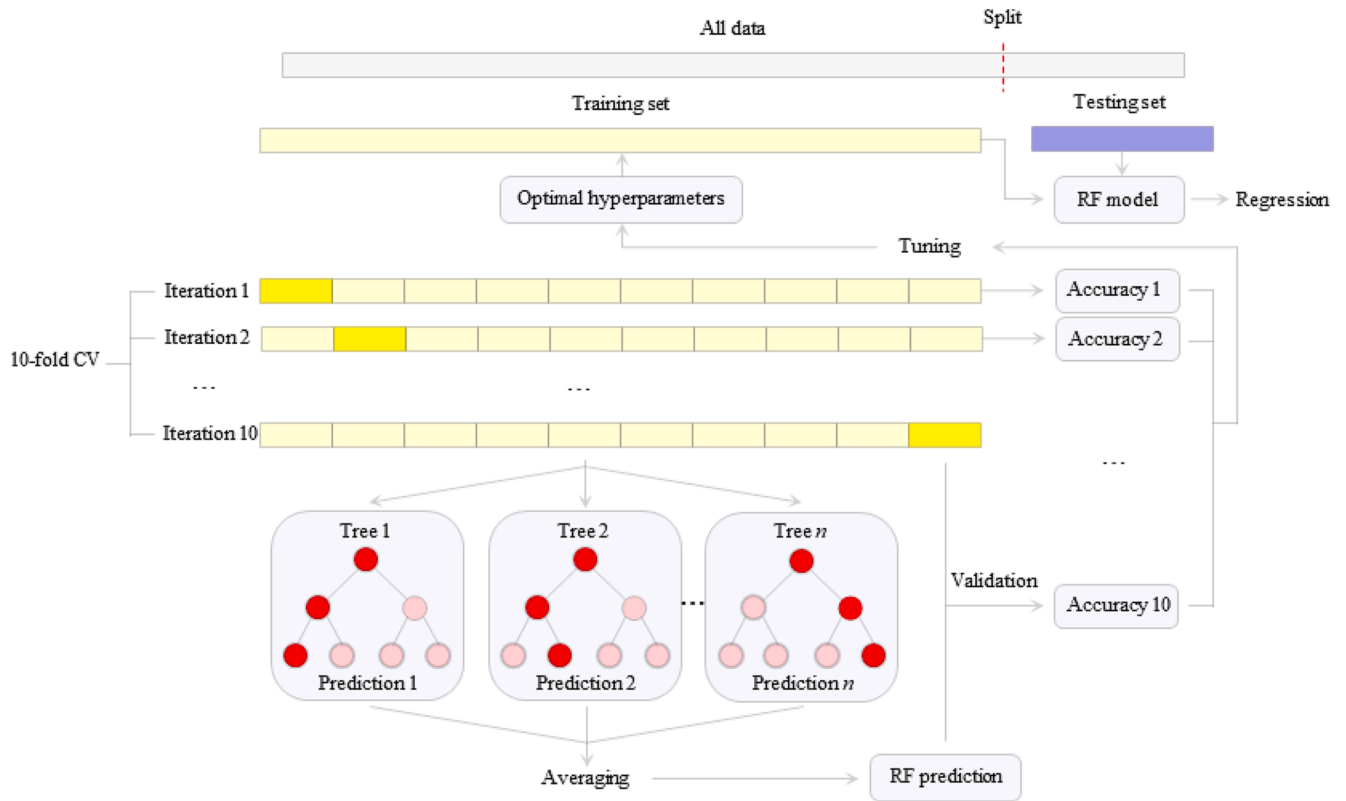 Split
All data
Training set
Testing set
Optimal hyperparameters
RF model
Regression
Tuning
Iteration 1
Accuracy 1
Iteration 2
Accuracy 2
10-fold CV
...
...
Iteration 10
...
Tree 1
Tree 2
Tree n
...
Validation
Accuracy 10
Prediction 1
Prediction 2
Prediction n
Averaging
RF prediction